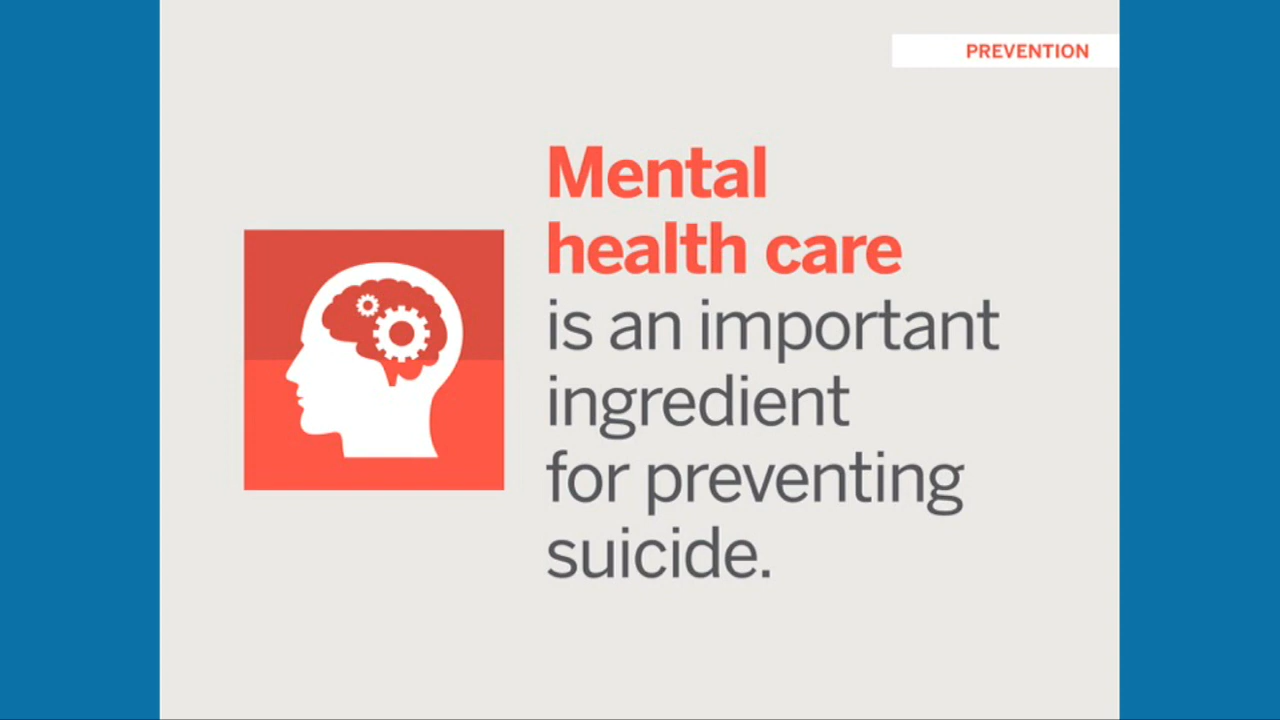 PREVENTION
Mental
health care
is an important
ingredient
for preventing
suicide.